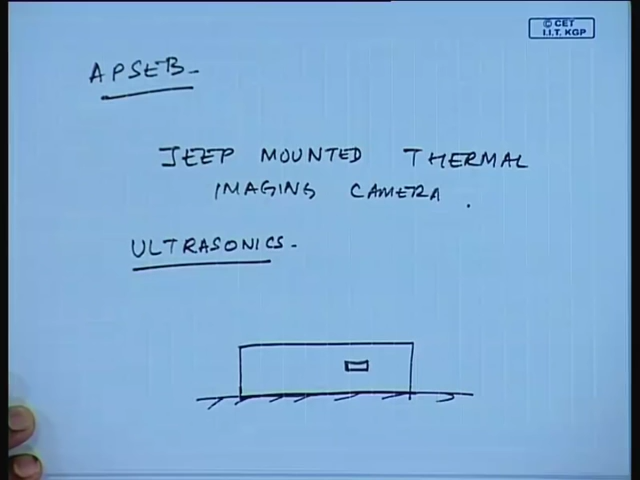 © CET
I.I.T. KGP
APSEB-
JEEP MOUNTED THERMAL
IMAGING CAMERA.
ULTRASONICS-